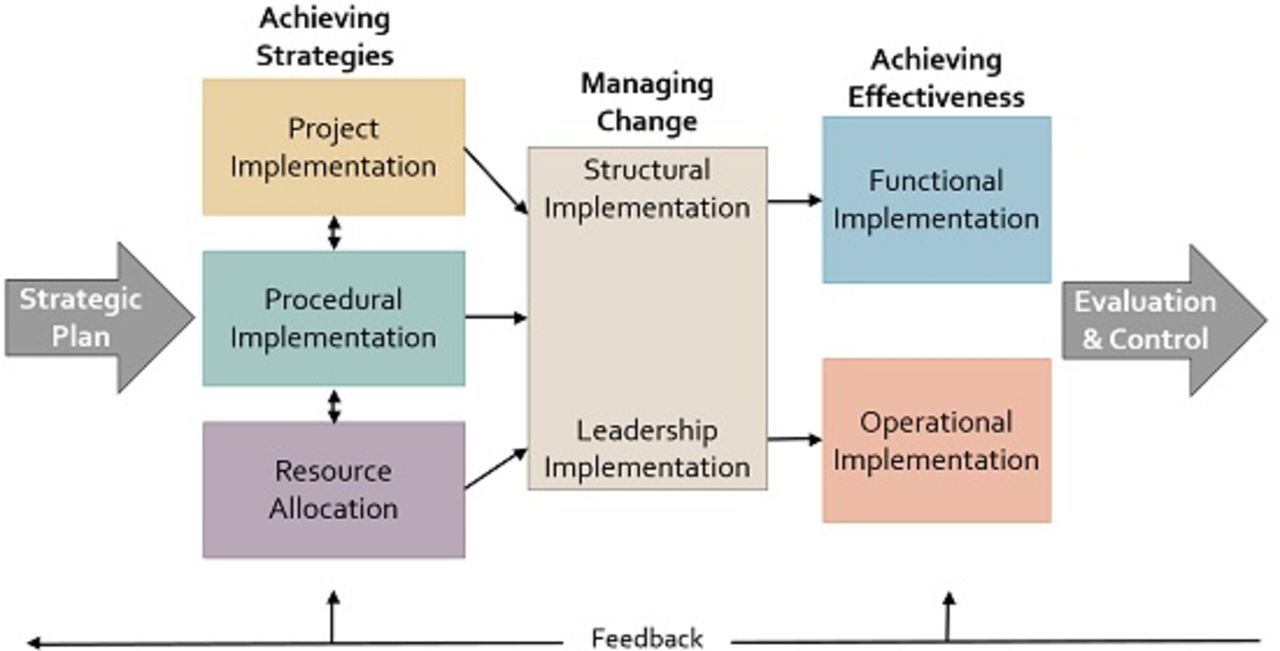 Achieving
Strategies
Managing
Change
Achieving
Effectiveness
Strategic
Plan
Project
Implementation
Procedural
Implementation
Resource
Allocation
Structural
Implementation
Leadership
Implementation
Functional
Implementation
Operational
Implementation
Evaluation
& Control
Feedback